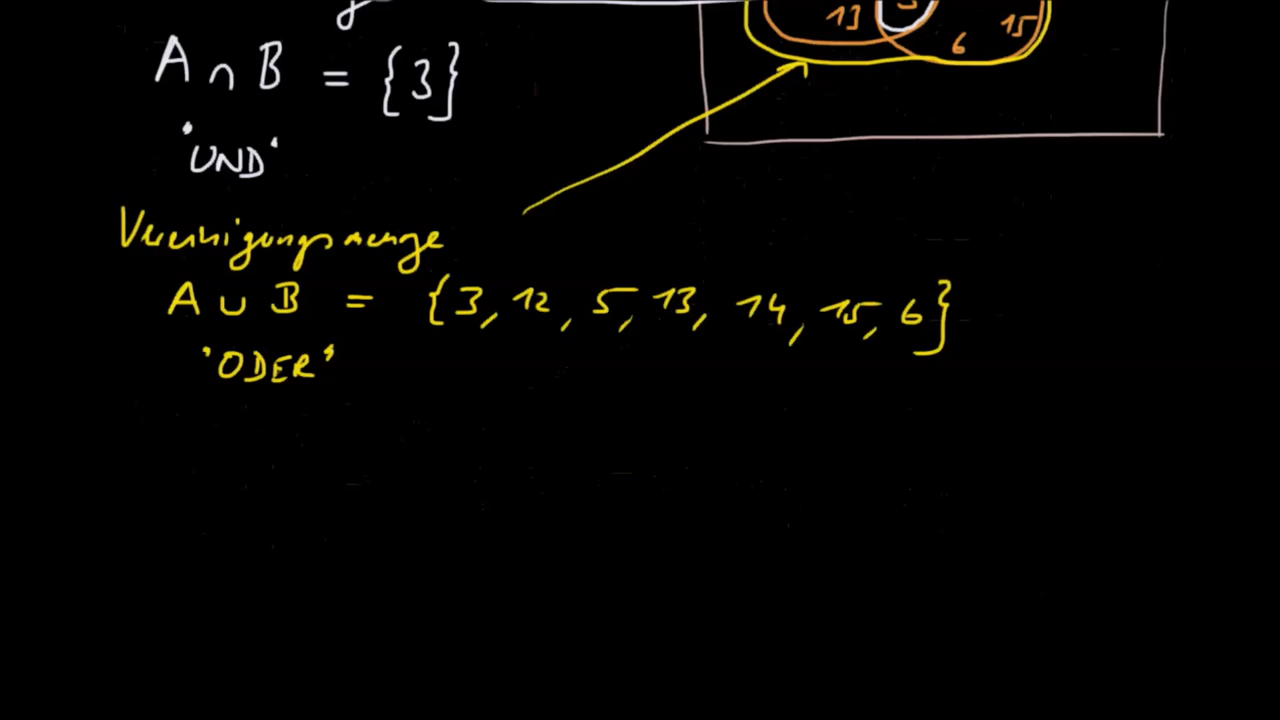 13
15
6
A ∩ B = {3}
"UND"
Vereinigungsmenge
A ∪ B = {3, 12, 5, 13, 14, 15, 6}
"ODER"